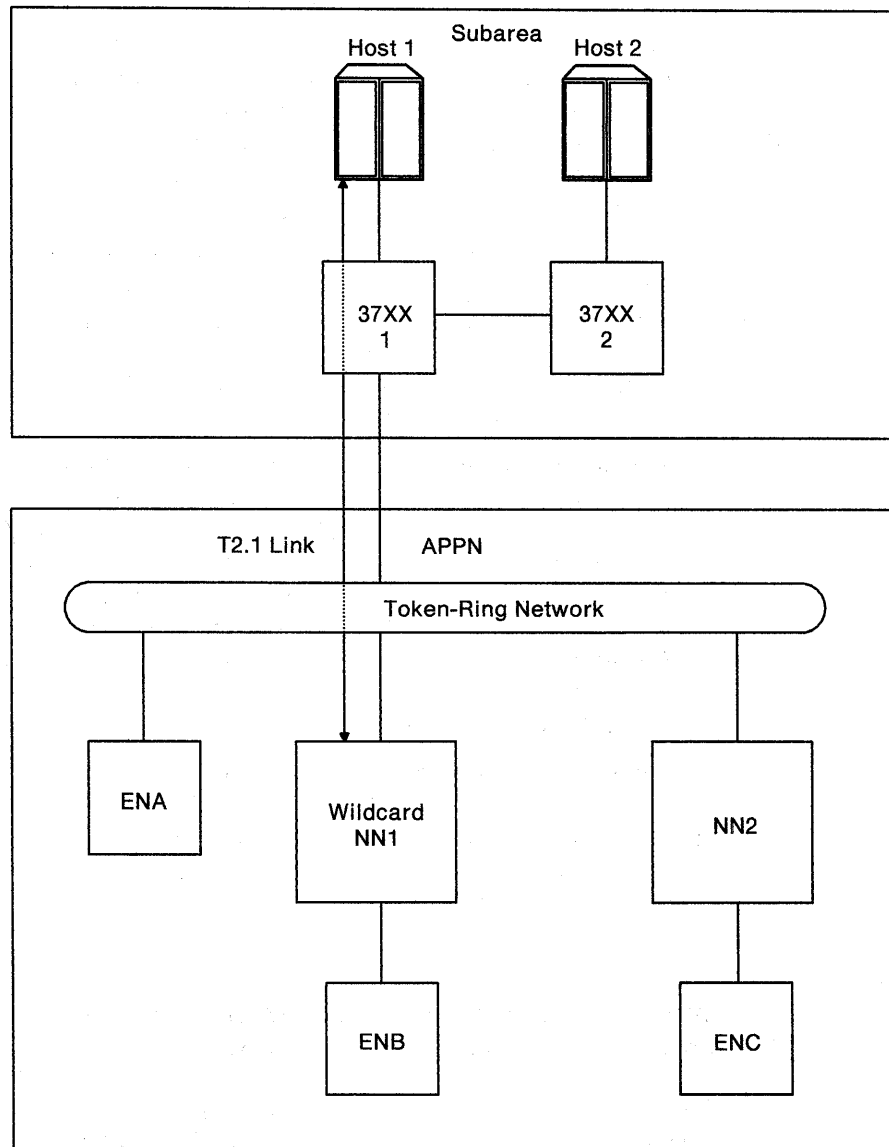 Subarea
Host 1
Host 2
37XX
1
37XX
2
T2.1 Link
APPN
Token-Ring Network
ENA
Wildcard
NN1
NN2
ENB
ENC